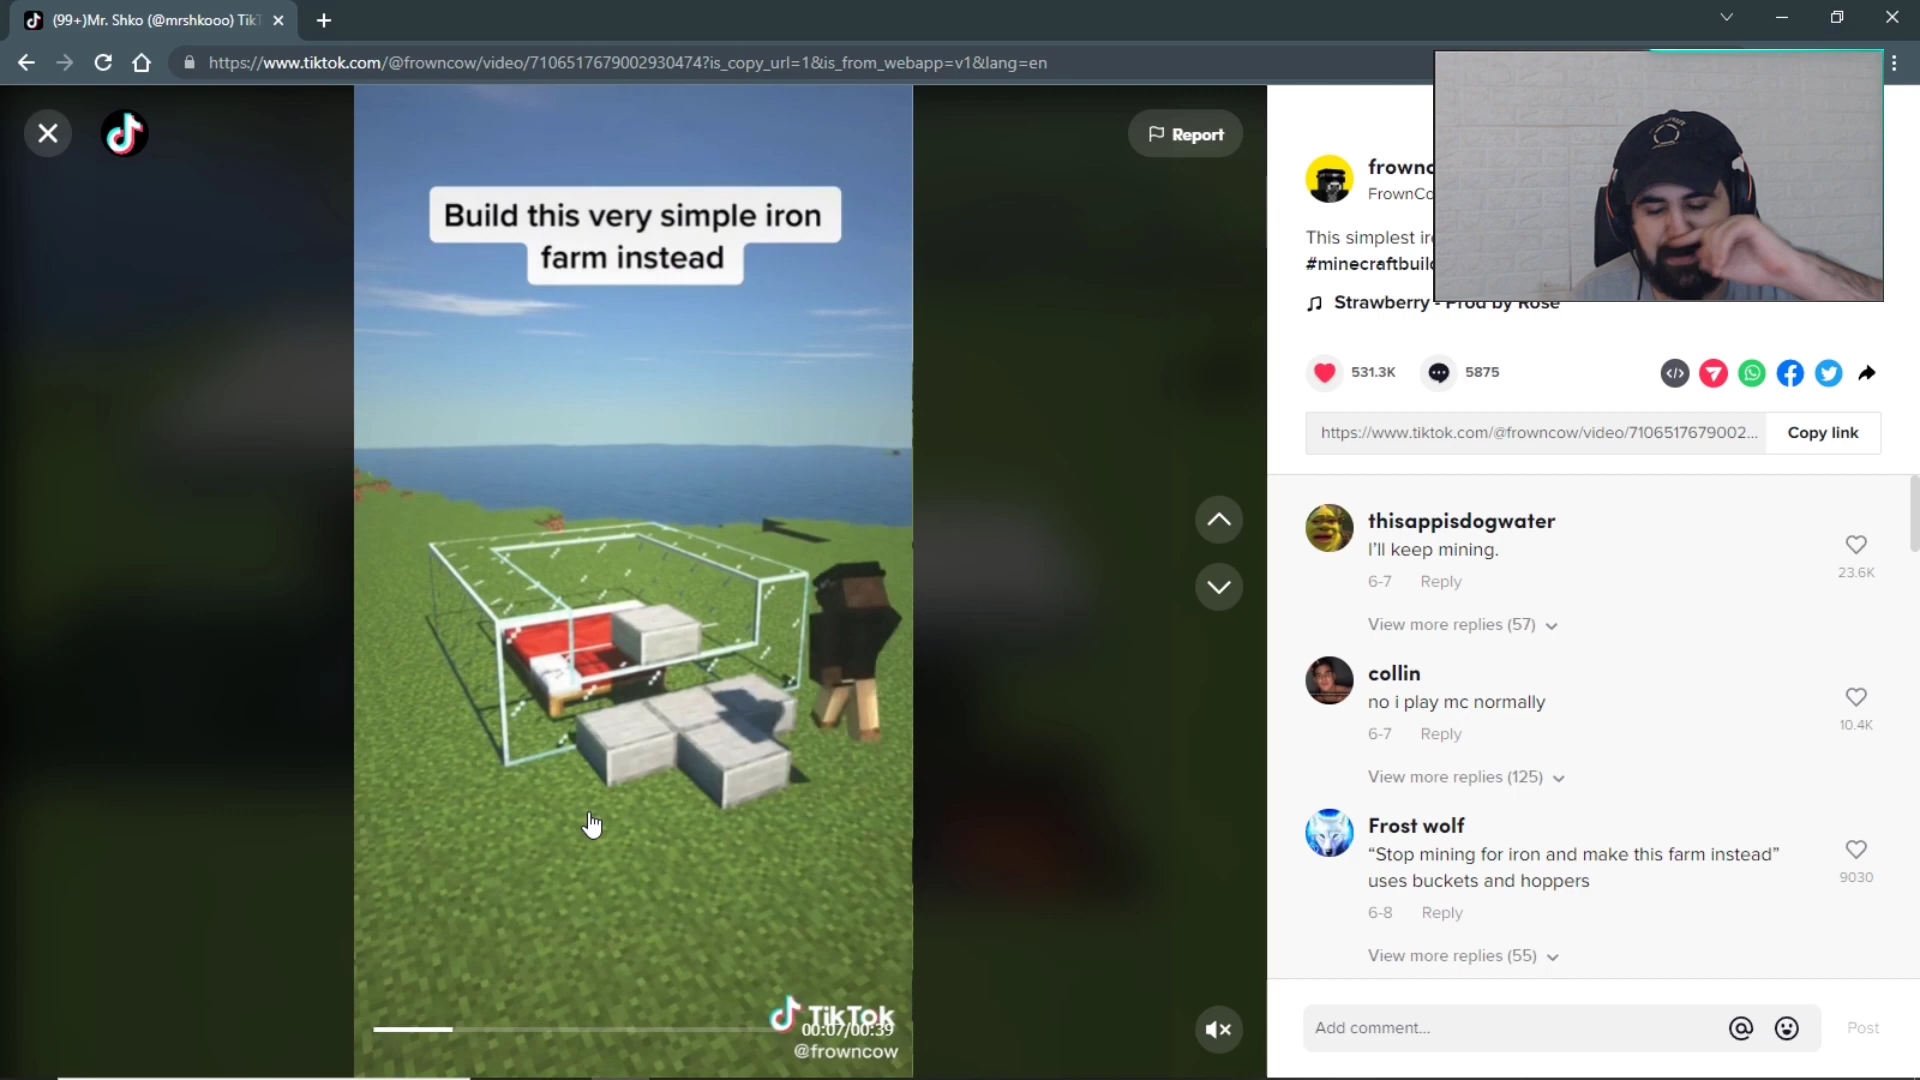 (99+)Mr. Shko (@mrshkooo) Tik
https://www.tiktok.com/@frowncow/video/7106517679002930474?is_copy_url=1&is_from_webapp=v1&lang=en
Report
Build this very simple iron
farm instead
TikTok
00:07/00:39
@frowncow
frownc
FrownCo
This simplest
#minecraftbuil
Strawberry - Prod by Rose
531.3K
5875
https://www.tiktok.com/@frowncow/video/7106517679002...
Copy link
thisappisdogwater
I'll keep mining.
23.6K
6-7 Reply
View more replies (57)
collin
no i play mc normally
10.4K
6-7 Reply
View more replies (125)
Frost wolf
“Stop mining for iron and make this farm instead”
uses buckets and hoppers
9030
6-8 Reply
View more replies (55)
Add comment...
Post